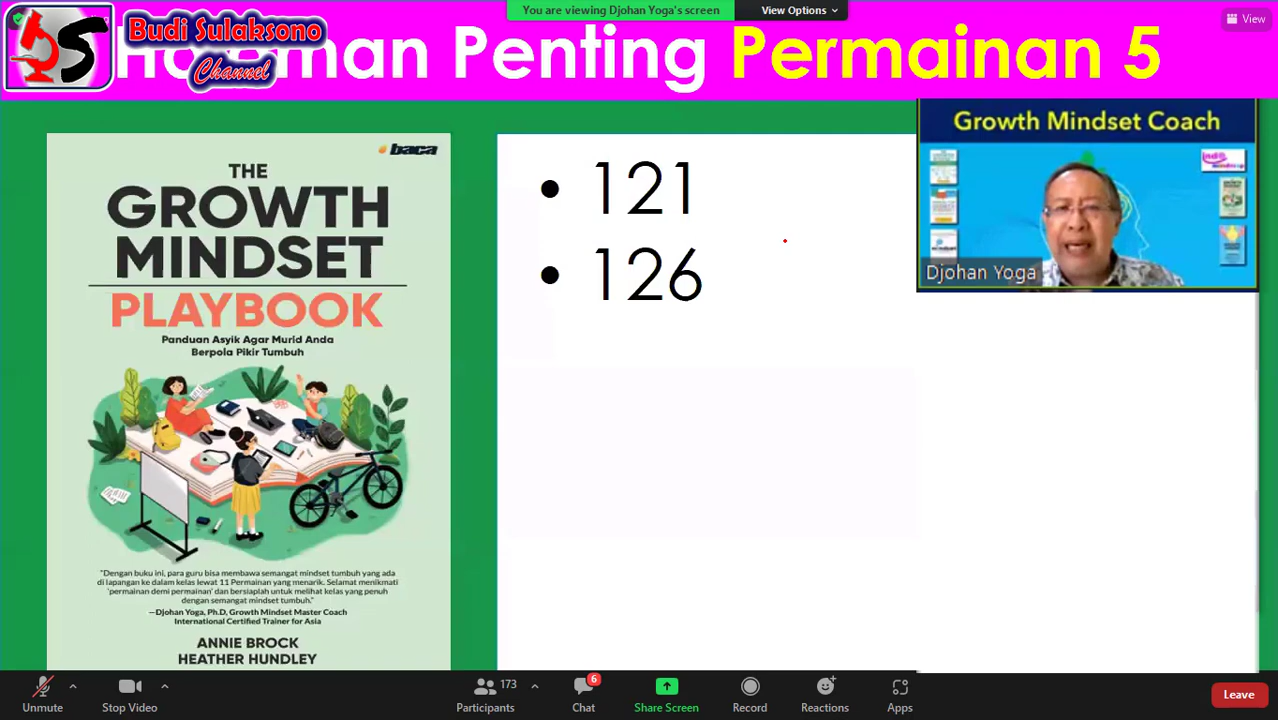 You are viewing Djohan Yoga's screen
View Options
View
Budi Sulaksono
Channel
Penting Permainan 5
baca
THE
GROWTH
MINDSET
PLAYBOOK
Panduan Asyik Agar Murid Anda
Berpola Pikir Tumbuh
"Dengan buku ini, para guru bisa membawa semangat mindset tumbuh yang ada
di lapangan ke dalam kelas lewat 11 Permainan yang menarik. Selamat menikmati
'permainan demi permainan' dan bersiaplah untuk melihat kelas yang penuh
dengan semangat mindset tumbuh."
—Djohan Yoga, Ph.D, Growth Mindset Master Coach
International Certified Trainer for Asia
ANNIE BROCK
HEATHER HUNDLEY
• 121
• 126
Growth Mindset Coach
Djohan Yoga
Unmute
Stop Video
173
Participants
6
Chat
Share Screen
Record
Reactions
Apps
Leave